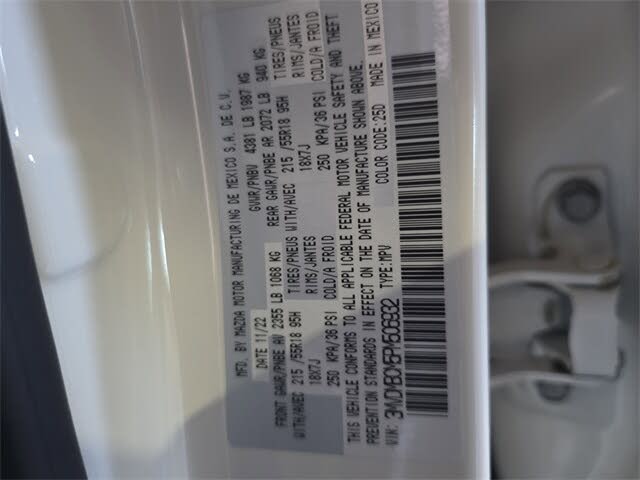 MFD. BY MAZDA MOTOR MANUFACTURING DE MEXICO S.A. DE C.V.
DATE 11/22 GVWR/PNBV 4381 LB 1987 KG
FRONT GAWR/PNBE AV 2355 LB 1068 KG REAR GAWR/PNBE AR 2072 LB 940 KG
TIRES/PNEUS WITH/AVEC 215 /55R18 95H TIRES/PNEUS
WITH/AVEC 215 /55R18 95H
RIMS/JANTES 18X7J RIMS/JANTES
18X7J
COLD/A FROID 250 KPA/36 PSI COLD/A FROID
250 KPA/36 PSI
THIS VEHICLE CONFORMS TO ALL APPLICABLE FEDERAL MOTOR VEHICLE SAFETY AND THEFT
PREVENTION STANDARDS IN EFFECT ON THE DATE OF MANUFACTURE SHOWN ABOVE.
VIN: 3MVDMBCM5PM506932 TYPE:MPV COLOR CODE:25D MADE IN MEXICO